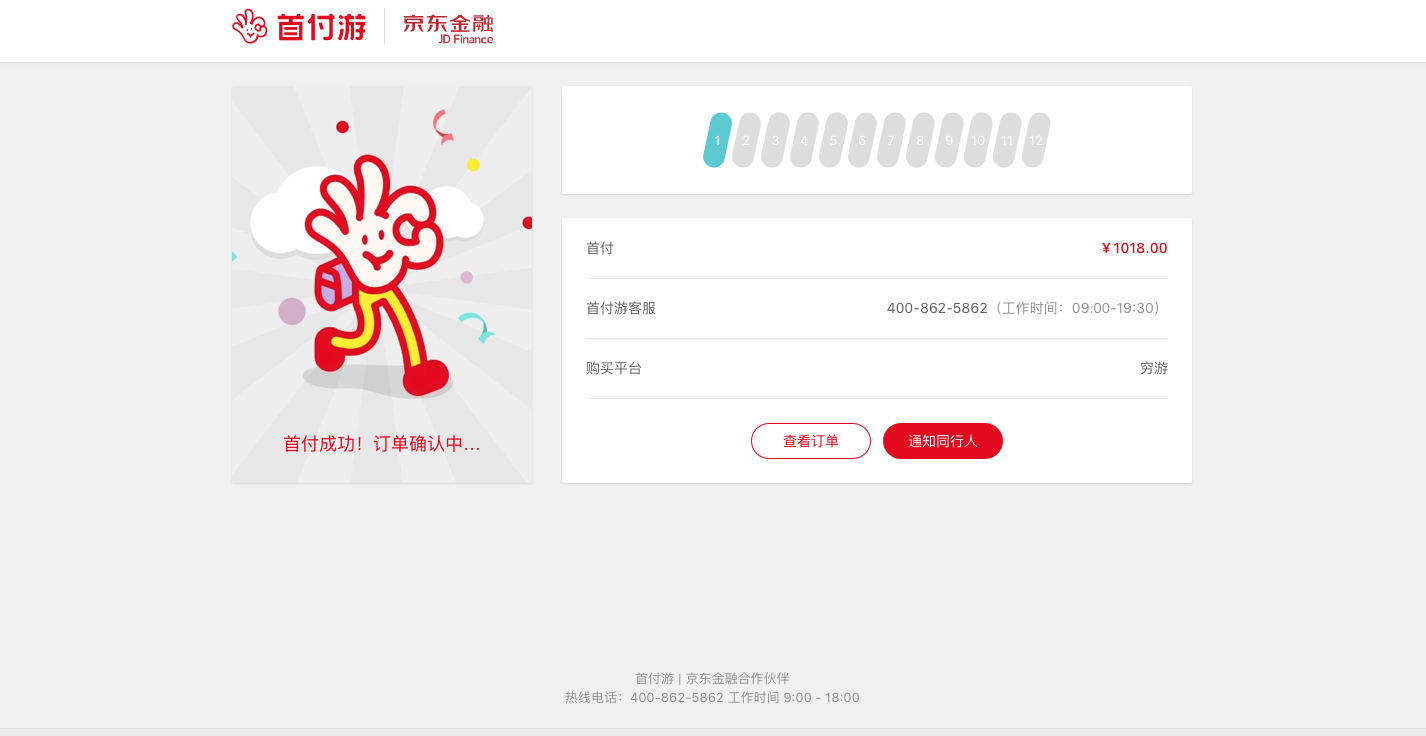 首付游
京东金融
JD Finance
1 2 3 4 5 6 7 8 9 10 11 12
首付成功！订单确认中...
首付 ¥1018.00
首付游客服 400-862-5862（工作时间：09:00-19:30）
购买平台 穷游
查看订单 通知同行人
首付游 | 京东金融合作伙伴
热线电话：400-862-5862 工作时间 9:00 - 18:00